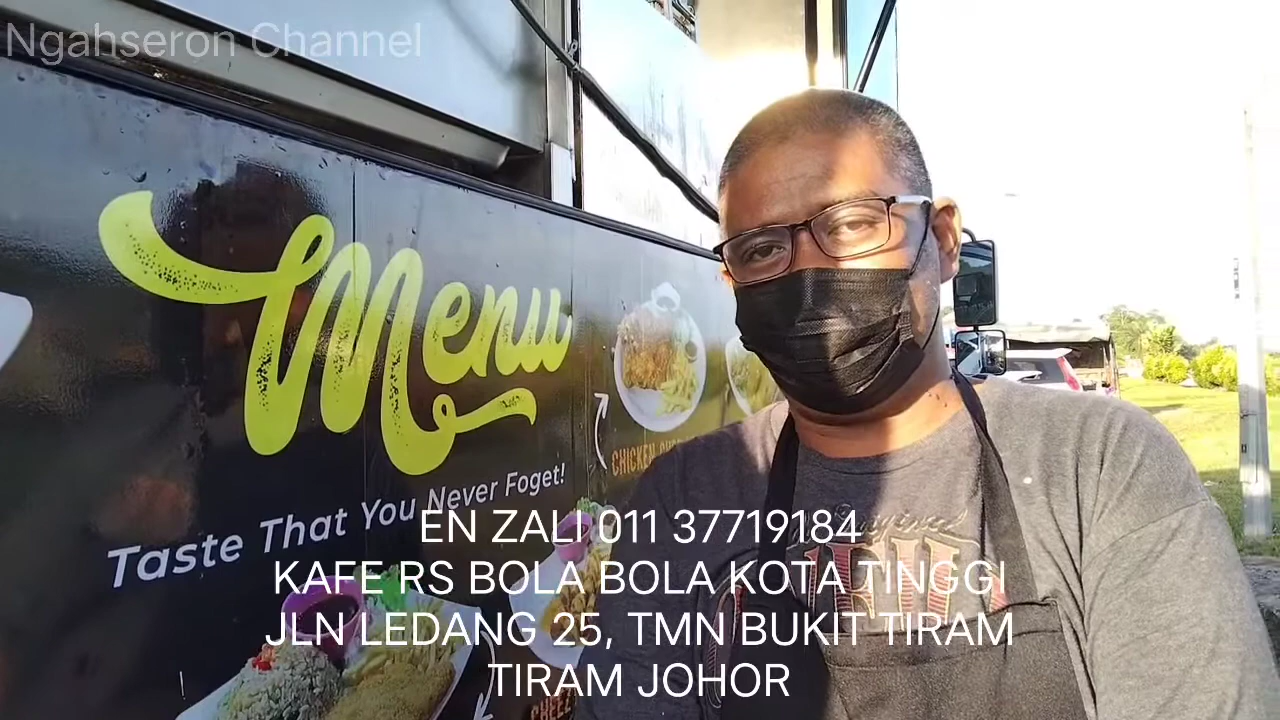 Ngahseron Channel
Menu
Taste That You Never Foget!
CHICKEN
EN ZALI 011 37719184
KAFE RS BOLA BOLA KOTA TINGGI
JLN LEDANG 25, TMN BUKIT TIRAM
TIRAM JOHOR